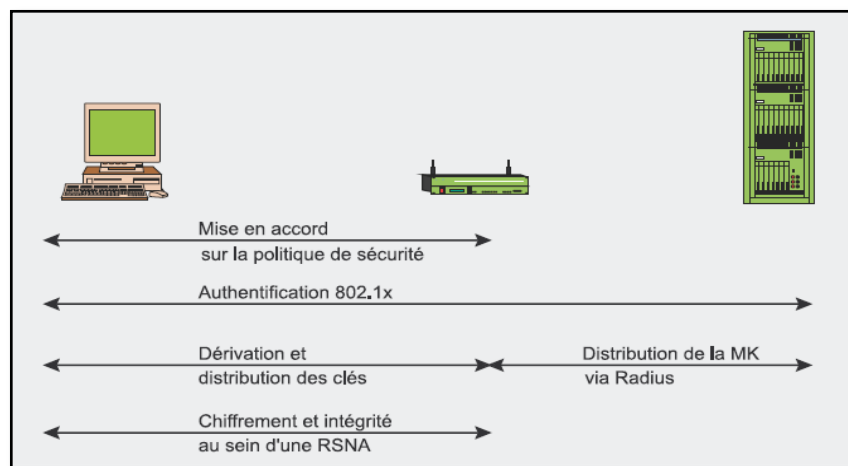 Mise en accord
sur la politique de sécurité
Authentification 802.1x
Dérivation et
distribution des clés
Distribution de la MK
via Radius
Chiffrement et intégrité
au sein d'une RSNA